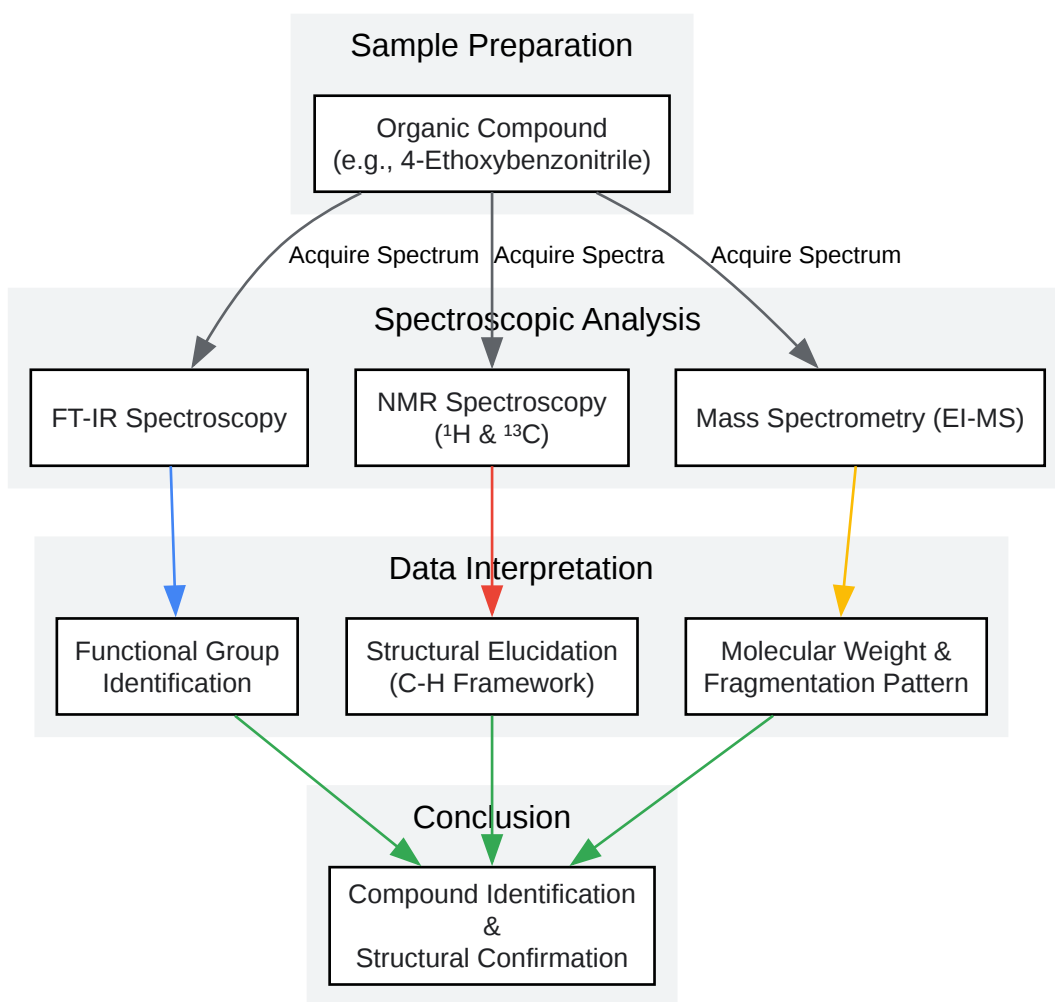 Sample Preparation
Organic Compound
(e.g., 4-Ethoxybenzonitrile)
Acquire Spectrum
Acquire Spectra
Acquire Spectrum
Spectroscopic Analysis
FT-IR Spectroscopy
NMR Spectroscopy
(¹H & ¹³C)
Mass Spectrometry (EI-MS)
Data Interpretation
Functional Group
Identification
Structural Elucidation
(C-H Framework)
Molecular Weight &
Fragmentation Pattern
Conclusion
Compound Identification
&
Structural Confirmation